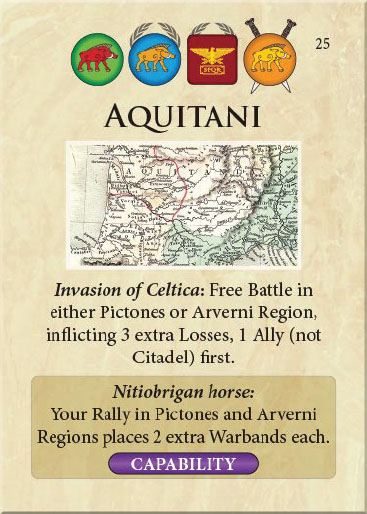 25
SPQR
AQUITANI
AQUITANIA
Invasion of Celtica: Free Battle in
either Pictones or Arverni Region,
inflicting 3 extra Losses, 1 Ally (not
Citadel) first.
Nitiobrigan horse:
Your Rally in Pictones and Arverni
Regions places 2 extra Warbands each.
CAPABILITY